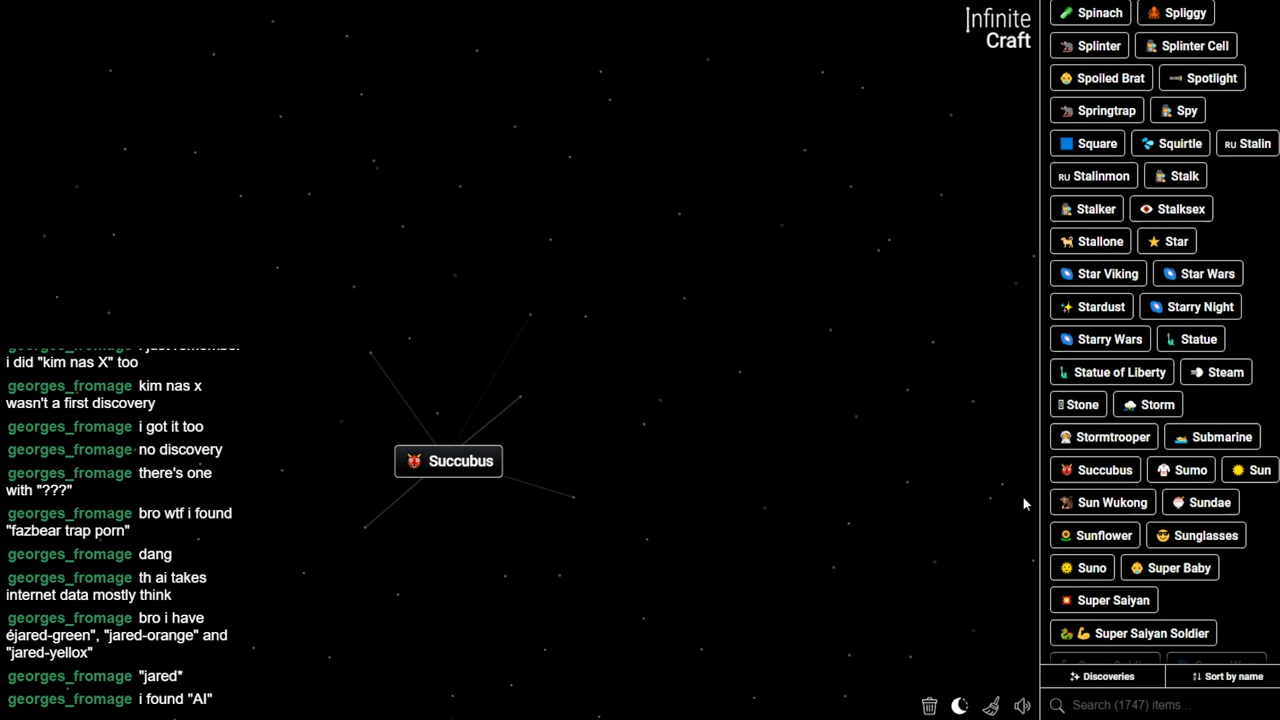 Infinite
Craft
georges_fromage i just remember
i did "kim nas X" too
georges_fromage kim nas x
wasn't a first discovery
georges_fromage i got it too
georges_fromage no discovery
georges_fromage there's one
with "???"
georges_fromage bro wtf i found
"fazbear trap porn"
georges_fromage dang
georges_fromage th ai takes
internet data mostly think
georges_fromage bro i have
éjared-green", "jared-orange" and
"jared-yellox"
georges_fromage "jared*
georges_fromage i found "AI"
Succubus
Spinach Spliggy
Splinter Splinter Cell
Spoiled Brat Spotlight
Springtrap Spy
Square Squirtle RU Stalin
RU Stalinmon Stalk
Stalker Stalksex
Stallone Star
Star Viking Star Wars
Stardust Starry Night
Starry Wars Statue
Statue of Liberty Steam
Stone Storm
Stormtrooper Submarine
Succubus Sumo Sun
Sun Wukong Sundae
Sunflower Sunglasses
Suno Super Baby
Super Saiyan
Super Saiyan Soldier
Discoveries Sort by name
Search (1747) items...